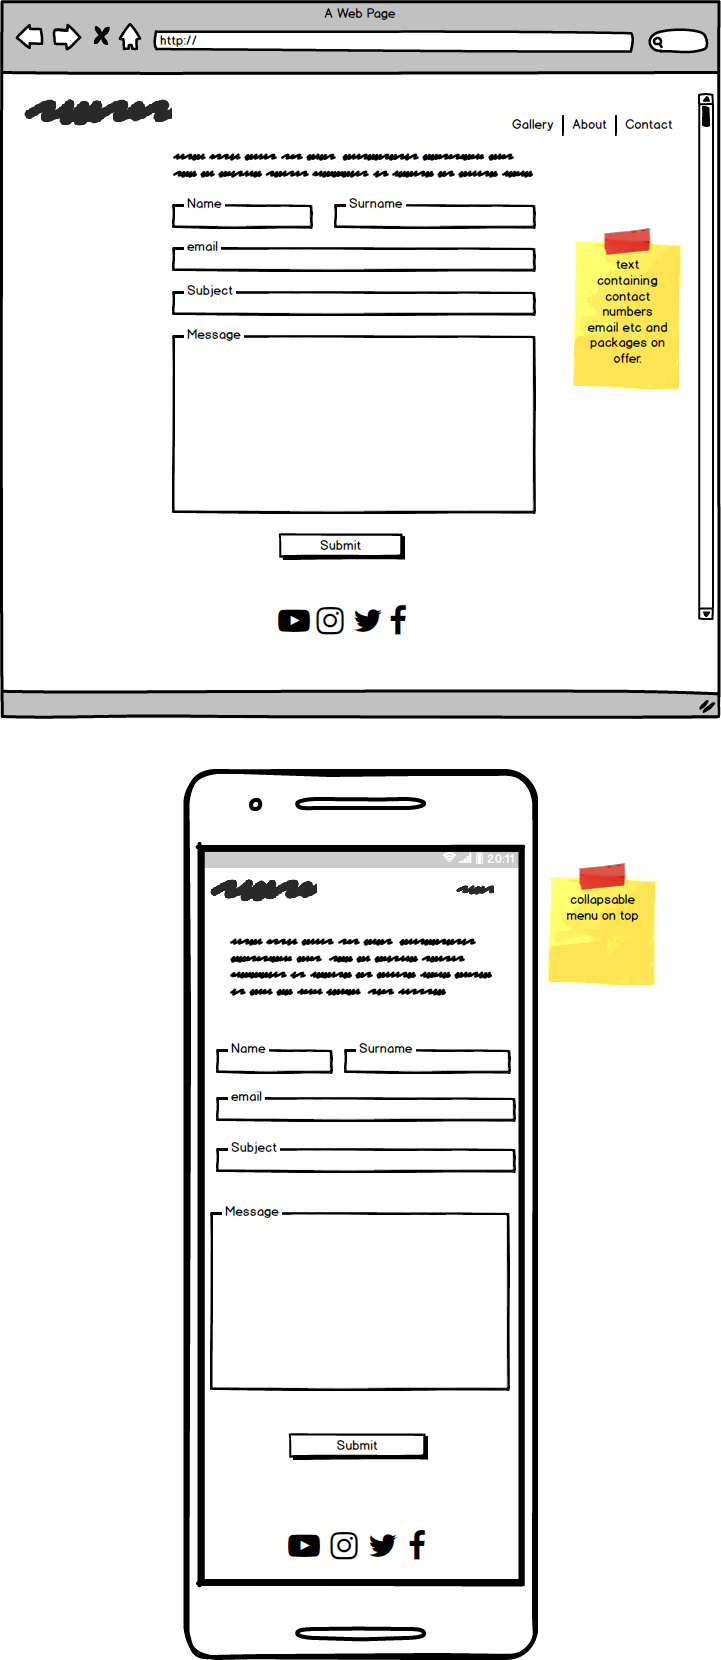 A Web Page
http://
Gallery About Contact
Name Surname
email
Subject
Message
Submit
text
containing
contact
numbers
email etc and
packages on
offer.
20:11
collapsable
menu on top
Name Surname
email
Subject
Message
Submit